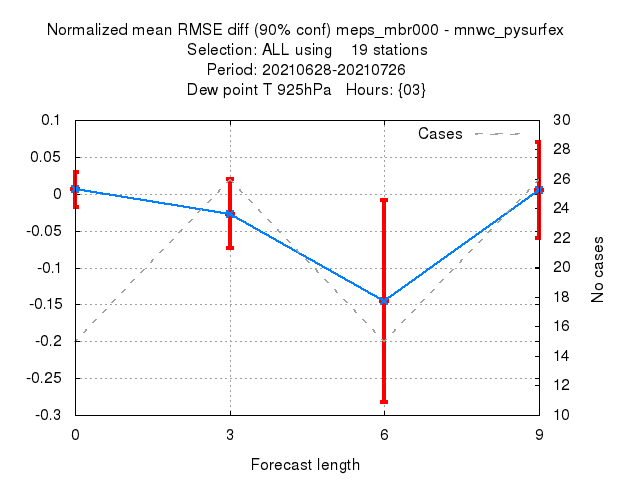 Normalized mean RMSE diff (90% conf) meps_mbr000 - mnwc_pysurfex
Selection: ALL using 19 stations
Period: 20210628-20210726
Dew point T 925hPa Hours: {03}
Cases
0.1
0.05
0
-0.05
-0.1
-0.15
-0.2
-0.25
-0.3
30
28
26
24
22
20
18
16
14
12
10
No cases
0 3 6 9
Forecast length